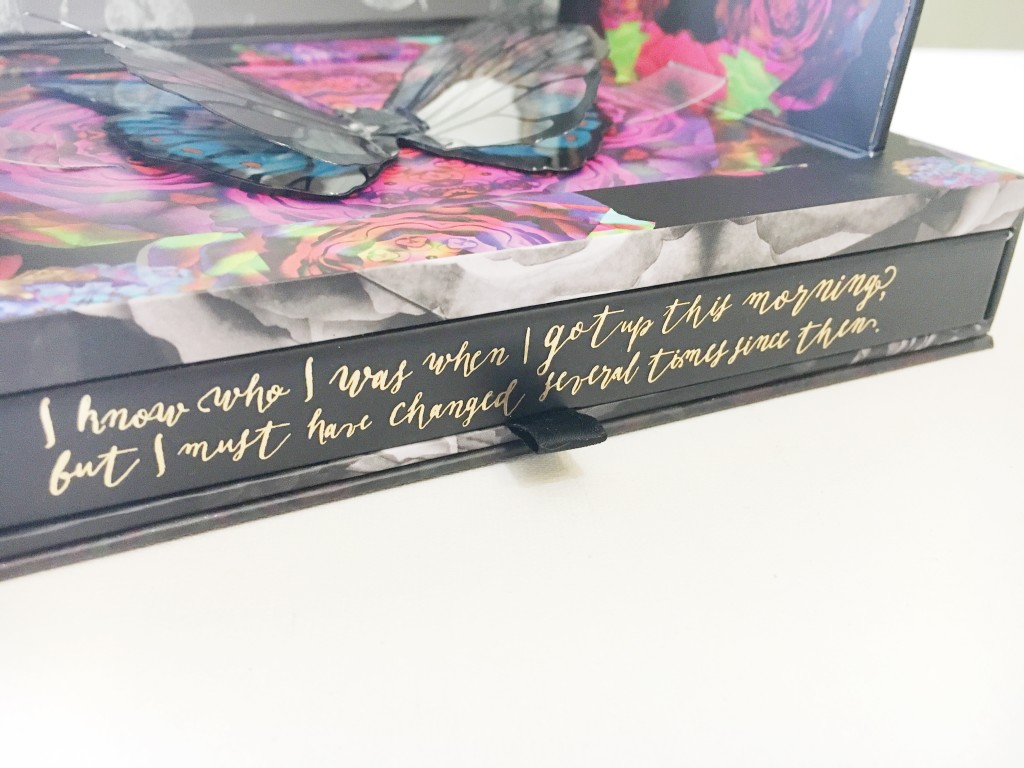 I know who I was when I got up this morning,
but I must have changed several times since then.